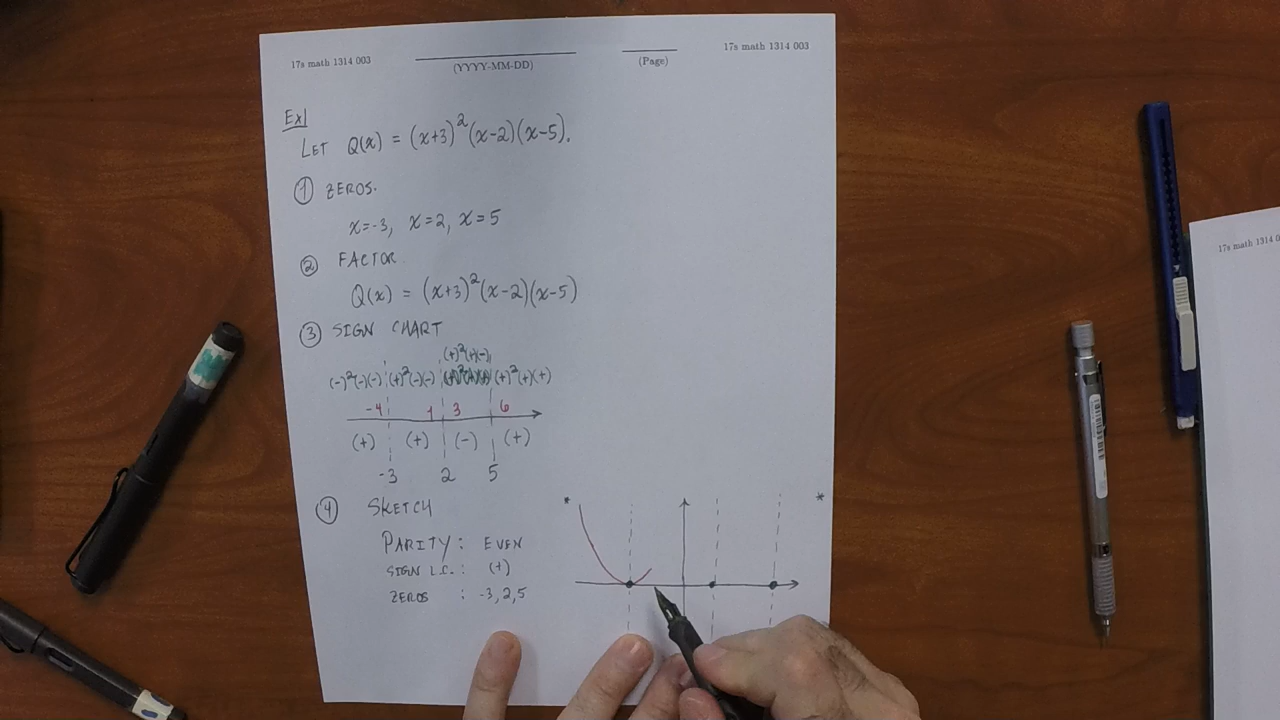 17s math 1314 003 (YYYY-MM-DD) (Page) 17s math 1314 003
Ex|
LET Q(x) = (x+3)²(x-2)(x-5).
① ZEROS.
x=-3, x=2, x=5
② FACTOR
Q(x) = (x+3)²(x-2)(x-5)
③ SIGN CHART
(+)²(+)(-)
(-)²(-)(-) (+)²(-)(-) (+)²(+)(+)
-4 1 3 6
(+) (+) (-) (+)
-3 2 5
④ SKETCH
PARITY: EVEN
SIGN L.C.: (+)
ZEROS : -3,2,5
* *
17s math 1314